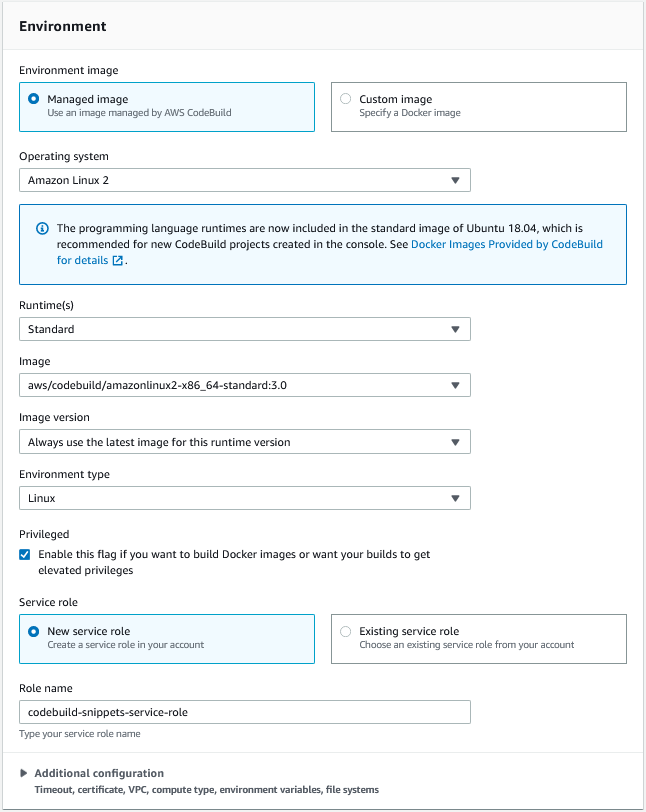 Environment
Environment image
Managed image
Use an image managed by AWS CodeBuild
Custom image
Specify a Docker image
Operating system
Amazon Linux 2
The programming language runtimes are now included in the standard image of Ubuntu 18.04, which is
recommended for new CodeBuild projects created in the console. See Docker Images Provided by CodeBuild
for details .
Runtime(s)
Standard
Image
aws/codebuild/amazonlinux2-x86_64-standard:3.0
Image version
Always use the latest image for this runtime version
Environment type
Linux
Privileged
Enable this flag if you want to build Docker images or want your builds to get
elevated privileges
Service role
New service role
Create a service role in your account
Existing service role
Choose an existing service role from your account
Role name
codebuild-snippets-service-role
Type your service role name
Additional configuration
Timeout, certificate, VPC, compute type, environment variables, file systems